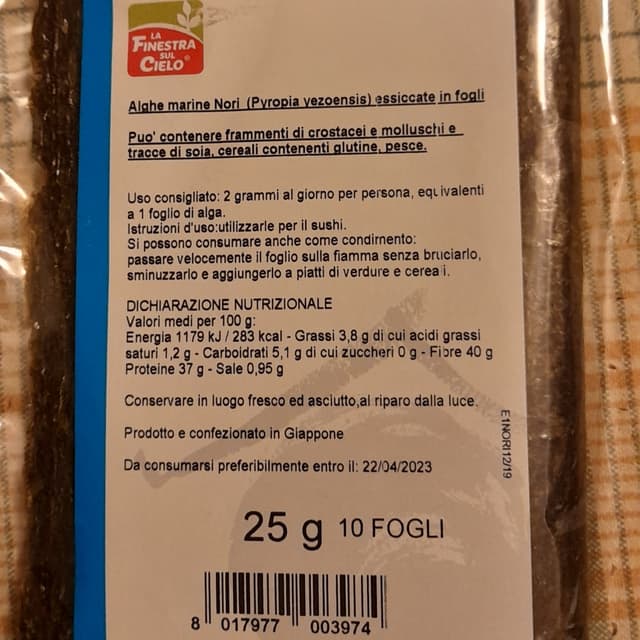 LA
FINESTRA
SUL
CIELO®
Alghe marine Nori (Pyropia yezoensis) essiccate in fogli
Puo' contenere frammenti di crostacei e molluschi e
tracce di soia, cereali contenenti glutine, pesce.
Uso consigliato: 2 grammi al giorno per persona, equivalenti
a 1 foglio di alga.
Istruzioni d'uso:utilizzarle per il sushi.
Si possono consumare anche come condimento:
passare velocemente il foglio sulla fiamma senza bruciarlo,
sminuzzarlo e aggiungerlo a piatti di verdure e cereali.
DICHIARAZIONE NUTRIZIONALE
Valori medi per 100 g:
Energia 1179 kJ / 283 kcal - Grassi 3,8 g di cui acidi grassi
saturi 1,2 g - Carboidrati 5,1 g di cui zuccheri 0 g - Fibre 40 g
Proteine 37 g - Sale 0,95 g
Conservare in luogo fresco ed asciutto,al riparo dalla luce.
Prodotto e confezionato in Giappone
Da consumarsi preferibilmente entro il: 22/04/2023
E1NORI12/19
25 g 10 FOGLI
8 017977 003974